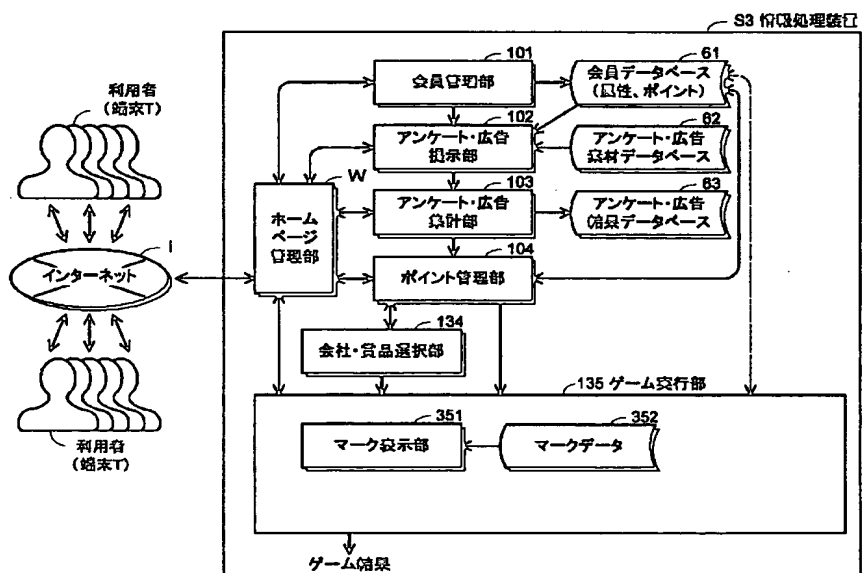 S3 情報処理装置
101
会員管理部
61
会員データベース
(属性、ポイント)
利用者
(端末T)
102
アンケート・広告
提示部
62
アンケート・広告
素材データベース
W
ホーム
ページ
管理部
103
アンケート・広告
集計部
63
アンケート・広告
結果データベース
I
インターネット
104
ポイント管理部
134
会社・賞品選択部
135 ゲーム実行部
351
マーク表示部
352
マークデータ
利用者
(端末T)
ゲーム結果